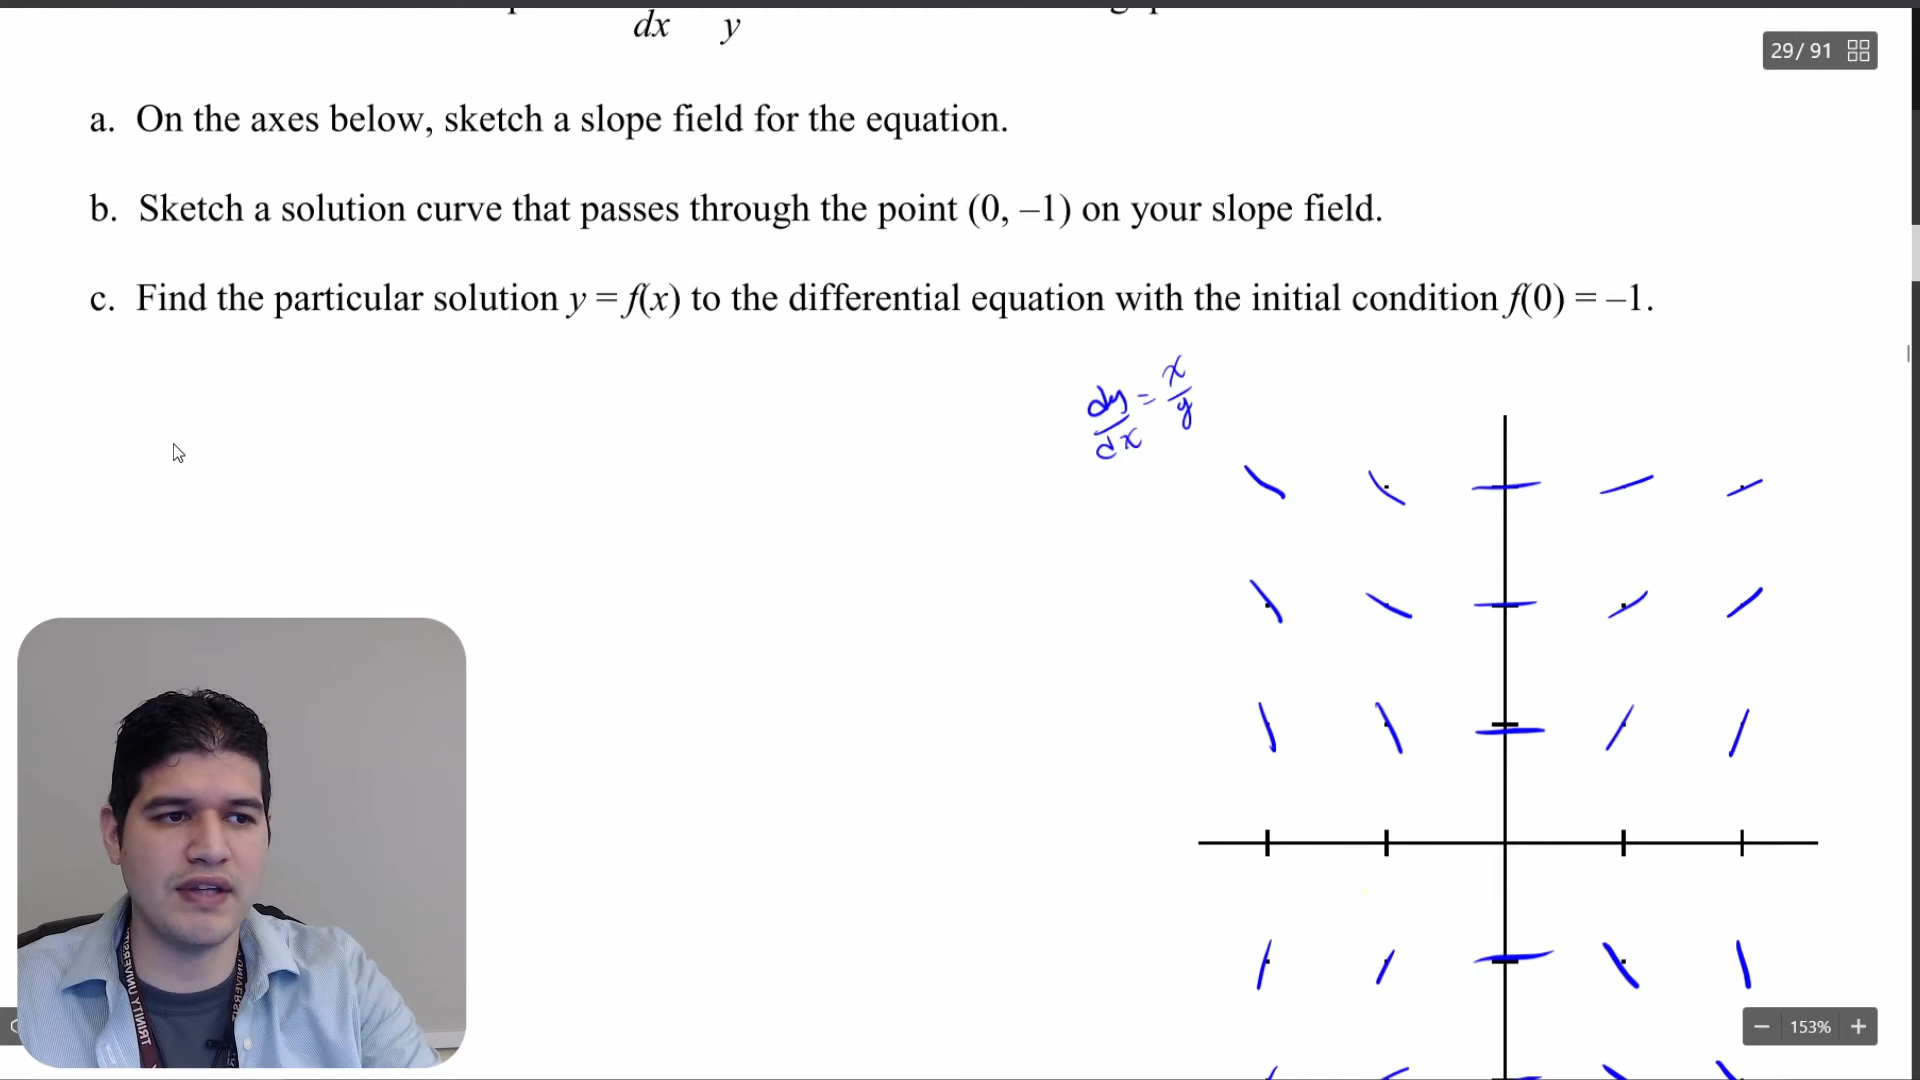 dx y
29/ 91
a. On the axes below, sketch a slope field for the equation.
b. Sketch a solution curve that passes through the point (0, –1) on your slope field.
c. Find the particular solution y = f(x) to the differential equation with the initial condition f(0) = –1.
dy/dx = x/y
TRINITY UNIVERSITY
153%